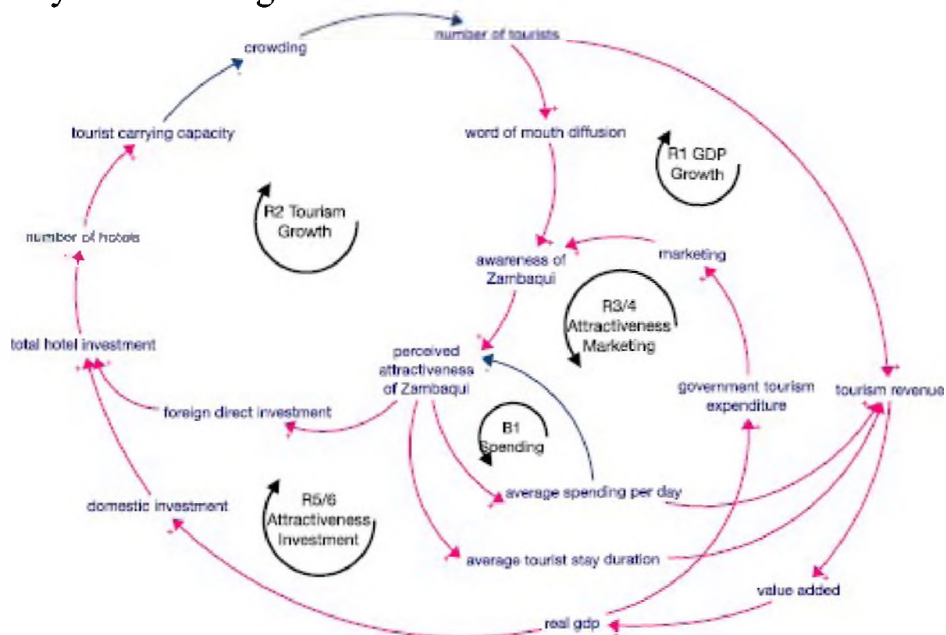 crowding
number of tourists
tourist carrying capacity
word of mouth diffusion
R1 GDP
Growth
R2 Tourism
Growth
number of hotels
awareness of
Zambaqui
marketing
R3/4
Attractiveness
Marketing
total hotel investment
perceived
attractiveness
of Zambaqui
government tourism
expenditure
tourism revenue
foreign direct investment
B1
Spending
domestic investment
average spending per day
R5/6
Attractiveness
Investment
average tourist stay duration
value added
real gdp